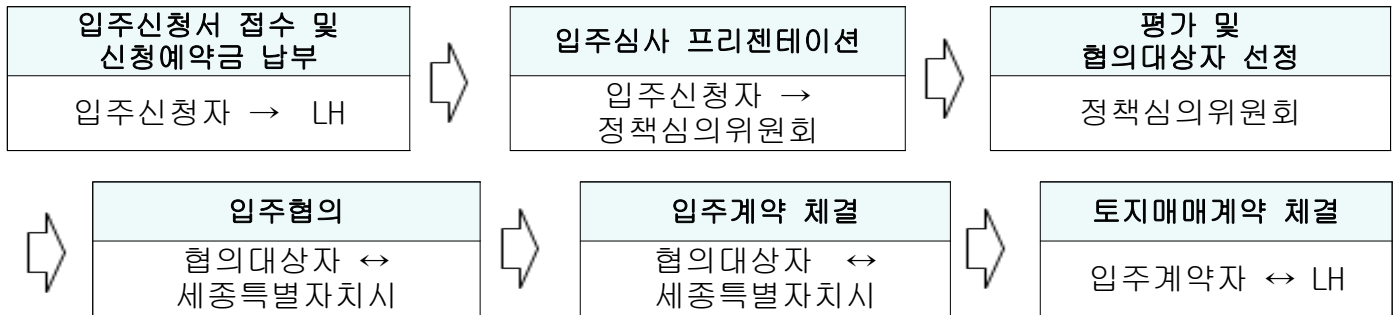 입주신청서 접수 및
신청예약금 납부
입주신청자 → LH
입주심사 프리젠테이션
입주신청자 →
정책심의위원회
평가 및
협의대상자 선정
정책심의위원회
입주협의
협의대상자 ↔
세종특별자치시
입주계약 체결
협의대상자 ↔
세종특별자치시
토지매매계약 체결
입주계약자 ↔ LH